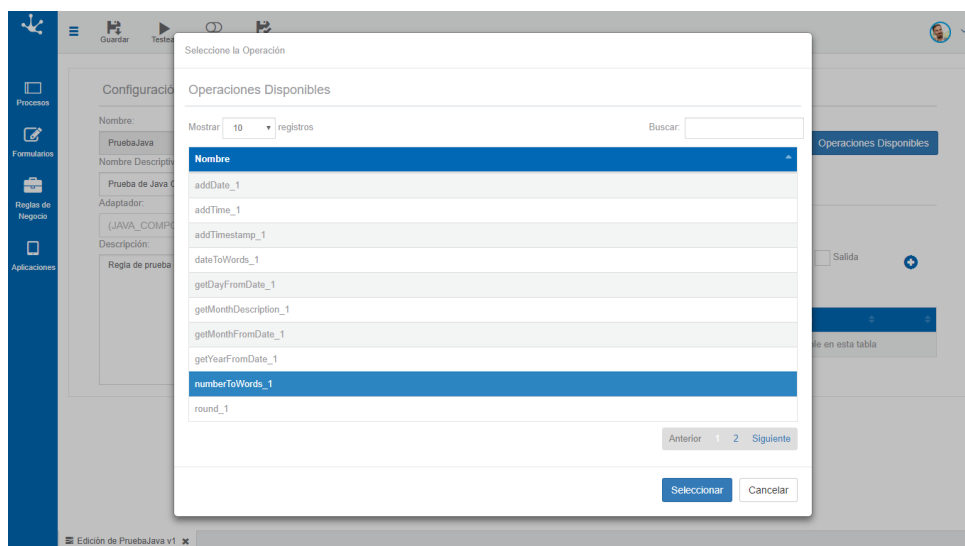 Guardar
Testea
Seleccione la Operación
Procesos
Formularios
Reglas de
Negocio
Aplicaciones
Configuració
Nombre:
PruebaJava
Nombre Descriptiv
Prueba de Java C
Adaptador:
(JAVA_COMPO
Descripción:
Regla de prueba
Operaciones Disponibles
Mostrar 10 registros
Buscar:
Nombre
addDate_1
addTime_1
addTimestamp_1
dateToWords_1
getDayFromDate_1
getMonthDescription_1
getMonthFromDate_1
getYearFromDate_1
numberToWords_1
round_1
Anterior 1 2 Siguiente
Seleccionar Cancelar
Operaciones Disponibles
Salida
ble en esta tabla
Edición de PruebaJava v1